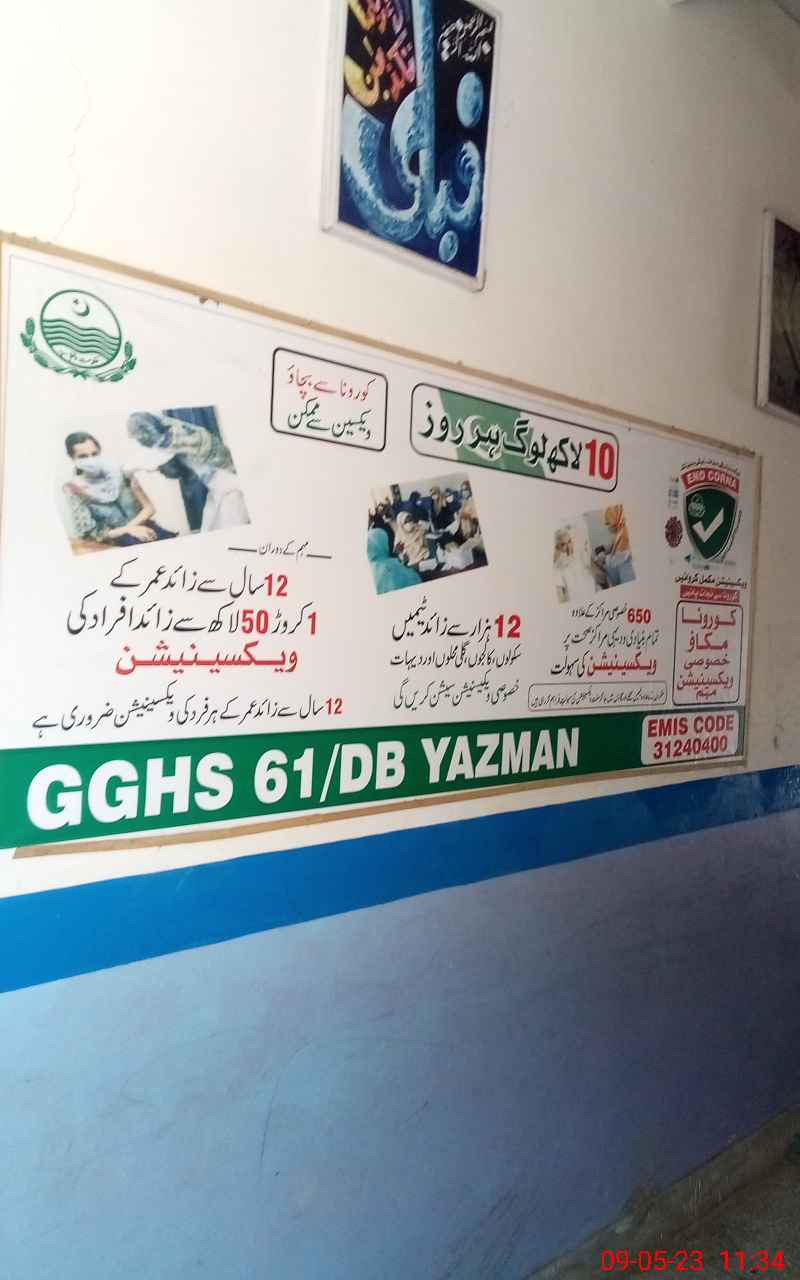 کورونا سے بچاؤ
ویکسین سے ممکن
10 لاکھ لوگ ہر روز
END CORNA
ویکسینیشن مکمل کروائیں
کورونا
مکاؤ
خصوصی
ویکسینیشن
مہم
مہم کے دوران
12 سال سے زائد عمر کے
1 کروڑ 50 لاکھ سے زائد افراد کی
ویکسینیشن
12 سال سے زائد عمر کے ہر فرد کی ویکسینیشن ضروری ہے
12 ہزار سے زائد ٹیمیں
سکولوں، کالجوں، گلی محلوں اور دیہات
خصوصی ویکسینیشن سیشن کریں گی
650 خصوصی مراکز کے علاوہ
تمام بنیادی و دیہی مراکز صحت پر
ویکسینیشن کی سہولت
GGHS 61/DB YAZMAN
EMIS CODE
31240400
09-05-23 11:34